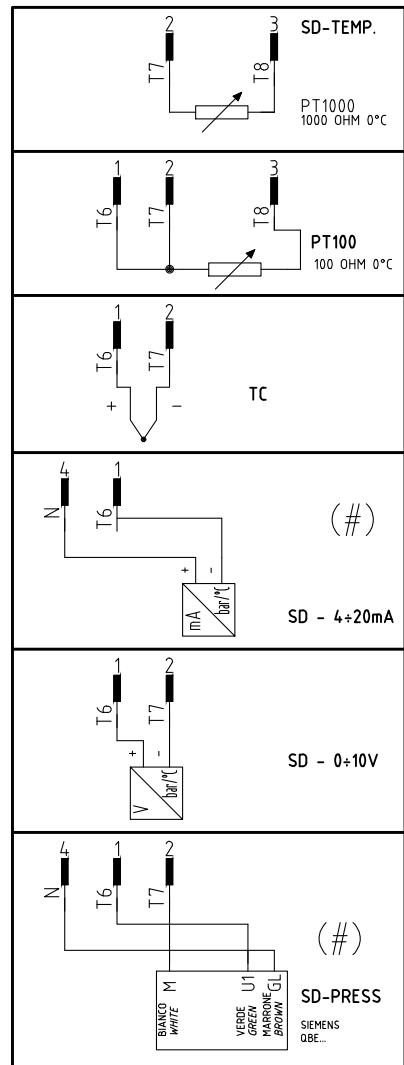 2 3 SD-TEMP.
T7 T8
PT1000
1000 OHM 0°C
1 2 3
T6 T7 T8
PT100
100 OHM 0°C
1 2
T6 T7
+ -
TC
4 1
N T6
(#)
+ -
mA bar/°C
SD - 4÷20mA
1 2
T6 T7
+ -
V bar/°C
SD - 0÷10V
4 1 2
N T6 T7
(#)
M U1 GL
BIANCO VERDE MARRONE
WHITE GREEN BROWN
SD-PRESS
SIEMENS
QBE...